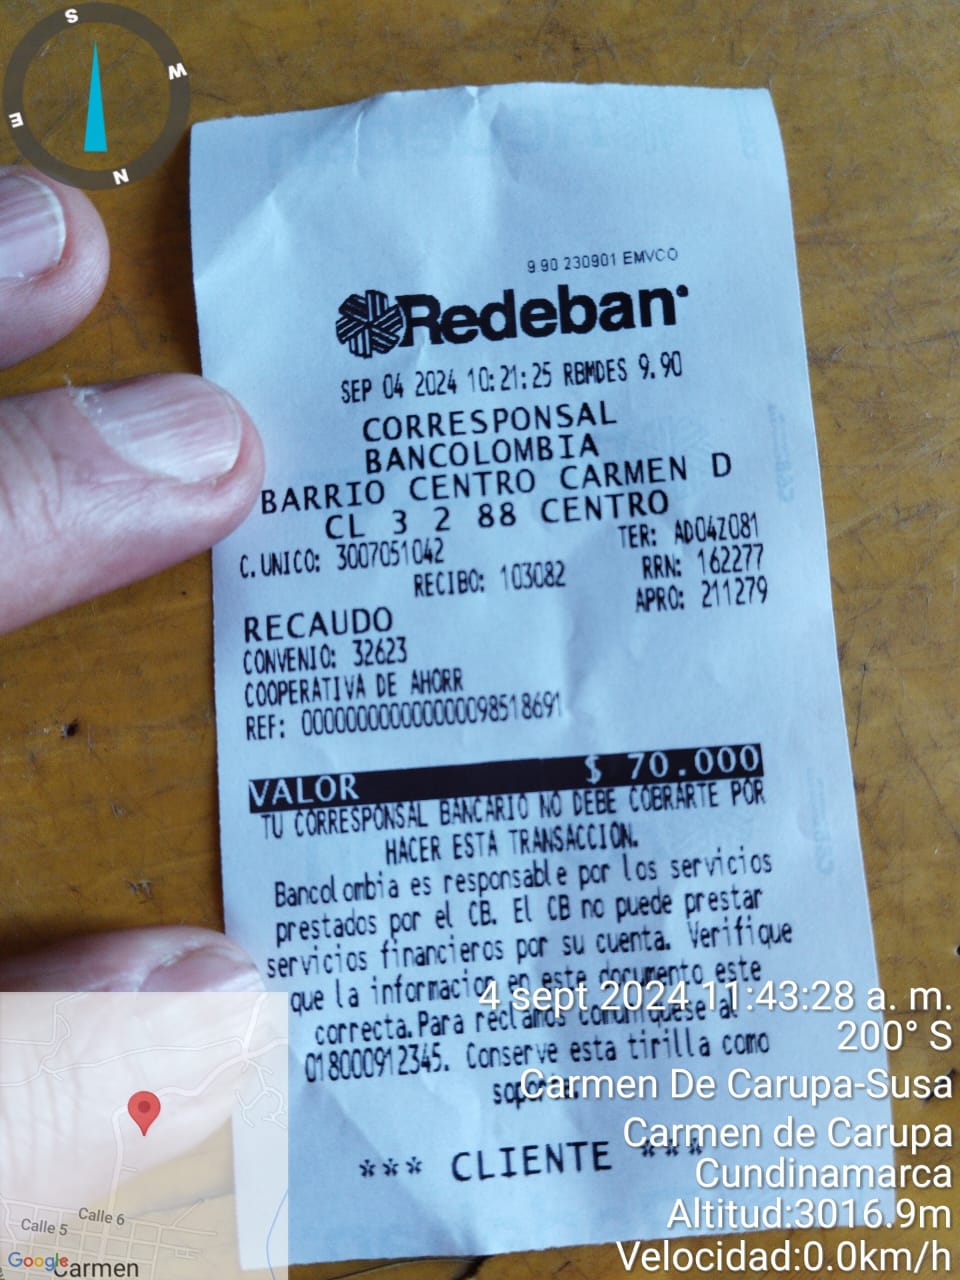 S
W
E
N
9 90 230901 EMVCO
Redeban
SEP 04 2024 10:21:25 RBMDES 9.90
CORRESPONSAL
BANCOLOMBIA
BARRIO CENTRO CARMEN D
CL 3 2 88 CENTRO
C. UNICO: 3007051042 TER: AD04Z081
RECIBO: 103082 RRN: 162277
APRO: 211279
RECAUDO
CONVENIO: 32623
COOPERATIVA DE AHORR
REF: 000000000000000098518691
VALOR $ 70.000
TU CORRESPONSAL BANCARIO NO DEBE COBRARTE POR
HACER ESTA TRANSACCION.
Bancolombia es responsable por los servicios
prestados por el CB. El CB no puede prestar
servicios financieros por su cuenta. Verifique
que la informacion en este documento este
correcta. Para reclamos comuniquese al
018000912345. Conserve esta tirilla como
soporte.
*** CLIENTE ***
4 sept 2024 11:43:28 a. m.
200° S
Carmen De Carupa-Susa
Carmen de Carupa
Cundinamarca
Altitud:3016.9m
Velocidad:0.0km/h
Calle 5
Calle 6
Google
Carmen